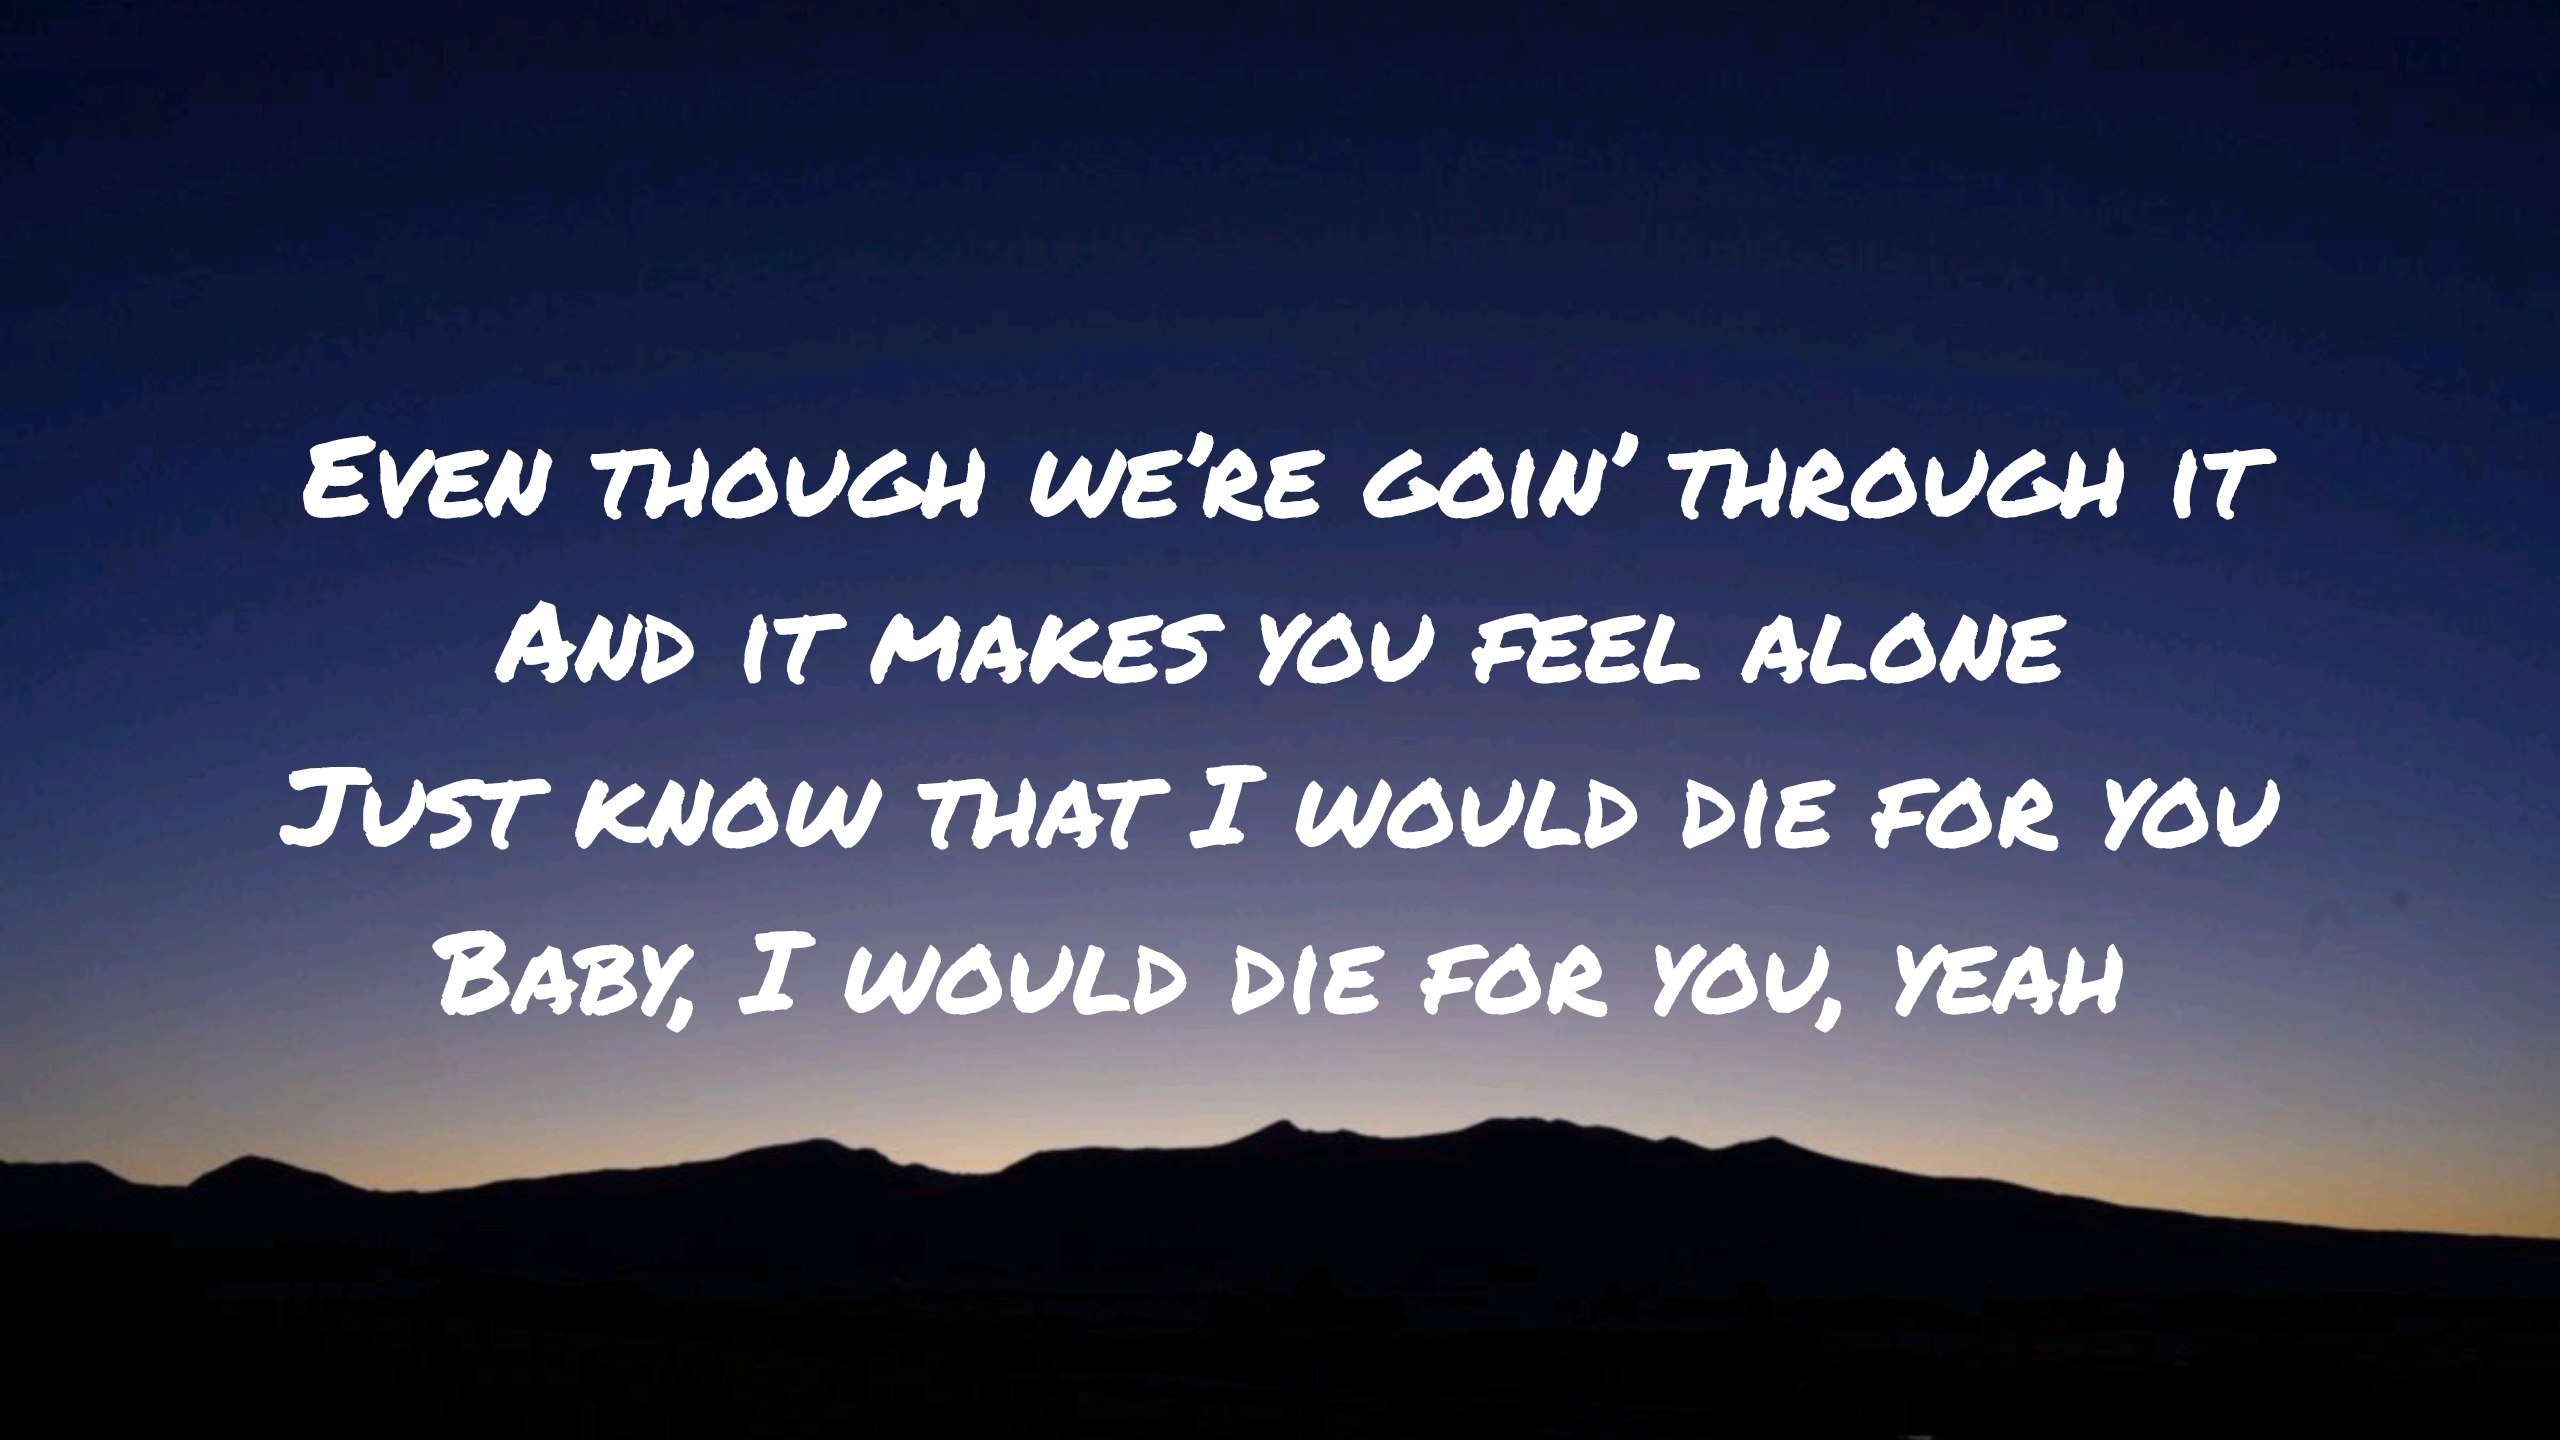 Even though we're goin' through it
And it makes you feel alone
Just know that I would die for you
Baby, I would die for you, yeah